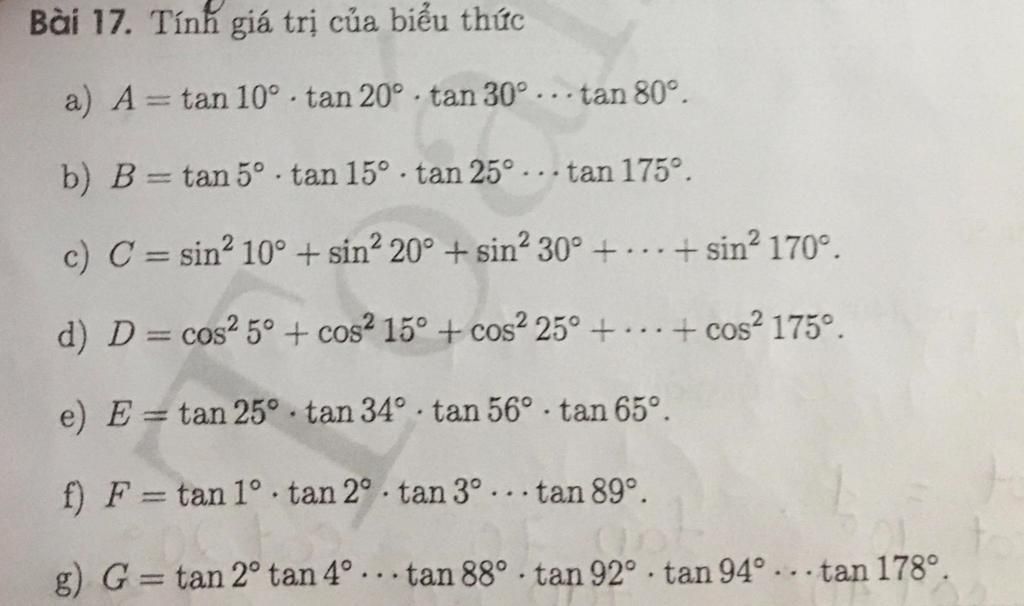 Bài 17. Tính giá trị của biểu thức
a) A = tan 10° · tan 20° · tan 30° ··· tan 80°.
b) B = tan 5° · tan 15° · tan 25° ··· tan 175°.
c) C = sin² 10° + sin² 20° + sin² 30° + ··· + sin² 170°.
d) D = cos² 5° + cos² 15° + cos² 25° + ··· + cos² 175°.
e) E = tan 25° · tan 34° · tan 56° · tan 65°.
f) F = tan 1° · tan 2° · tan 3° ··· tan 89°.
g) G = tan 2° tan 4° ··· tan 88° · tan 92° · tan 94° ··· tan 178°.
Toán